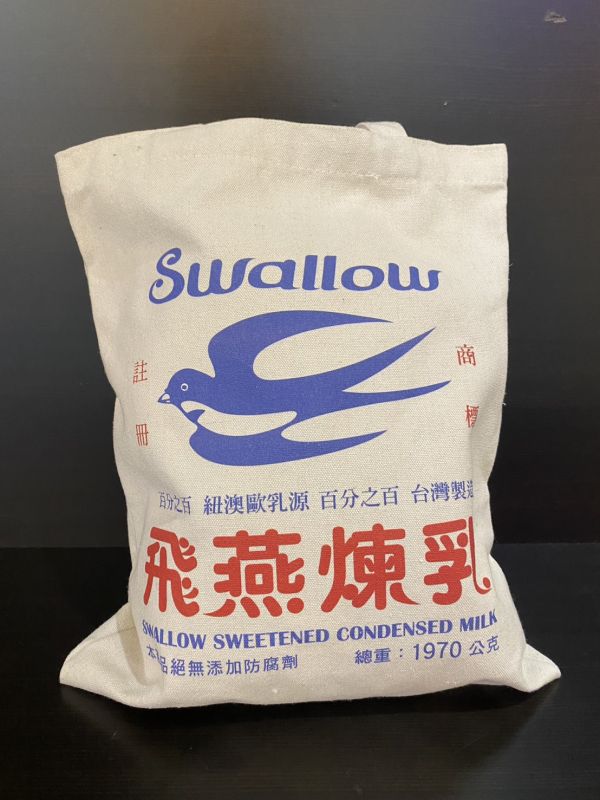 Swallow
註冊
商標
百分之百 紐澳歐乳源 百分之百 台灣製造
飛燕煉乳
SWALLOW SWEETENED CONDENSED MILK
本品絕無添加防腐劑 總重：1970 公克